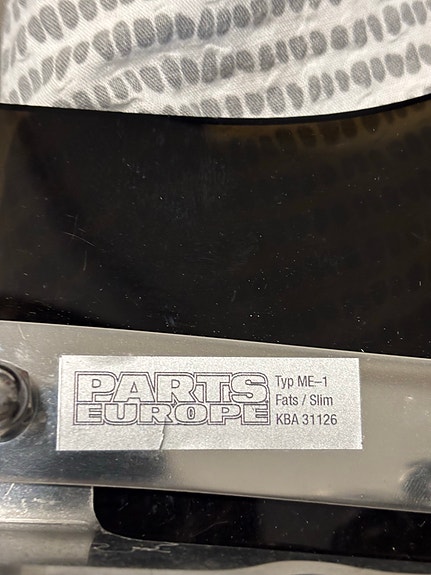 PARTS
EUROPE
Typ ME–1
Fats / Slim
KBA 31126